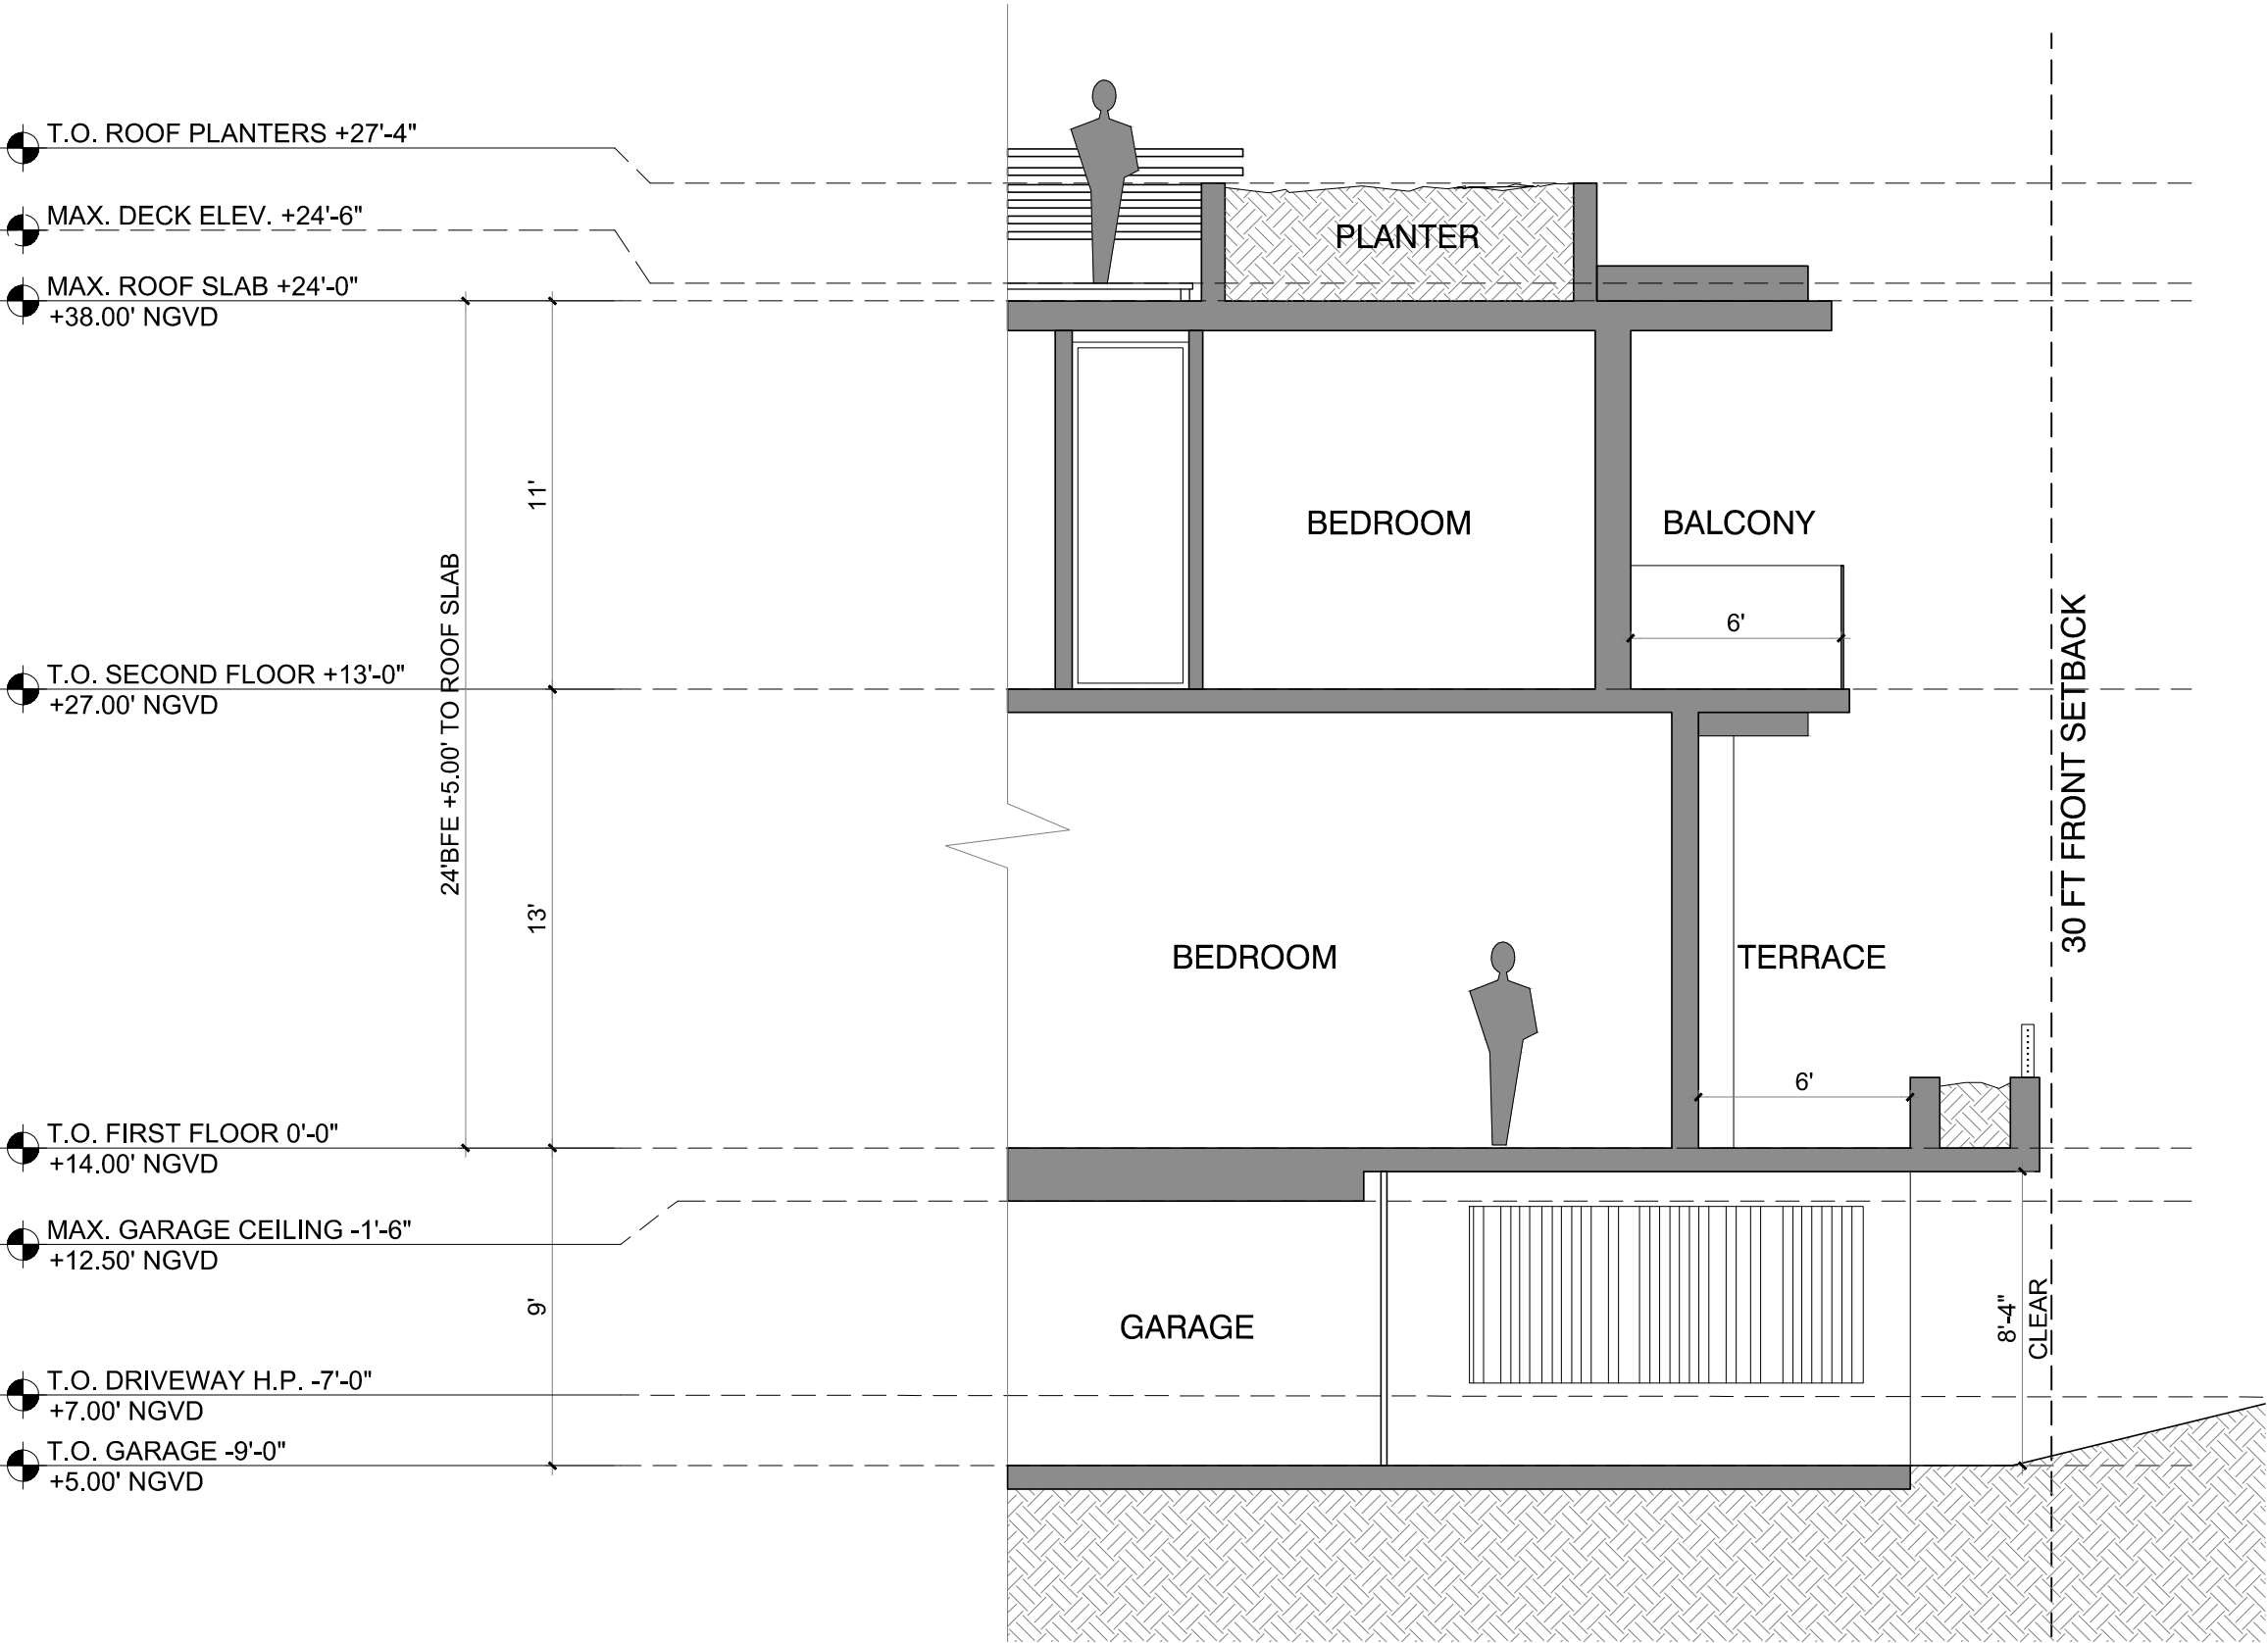 T.O. ROOF PLANTERS +27'-4"
MAX. DECK ELEV. +24'-6"
MAX. ROOF SLAB +24'-0"
+38.00' NGVD
PLANTER
11'
BEDROOM
BALCONY
6'
24'BFE +5.00' TO ROOF SLAB
T.O. SECOND FLOOR +13'-0"
+27.00' NGVD
30 FT FRONT SETBACK
13'
BEDROOM
TERRACE
6'
T.O. FIRST FLOOR 0'-0"
+14.00' NGVD
MAX. GARAGE CEILING -1'-6"
+12.50' NGVD
9'
GARAGE
8'-4"
CLEAR
T.O. DRIVEWAY H.P. -7'-0"
+7.00' NGVD
T.O. GARAGE -9'-0"
+5.00' NGVD